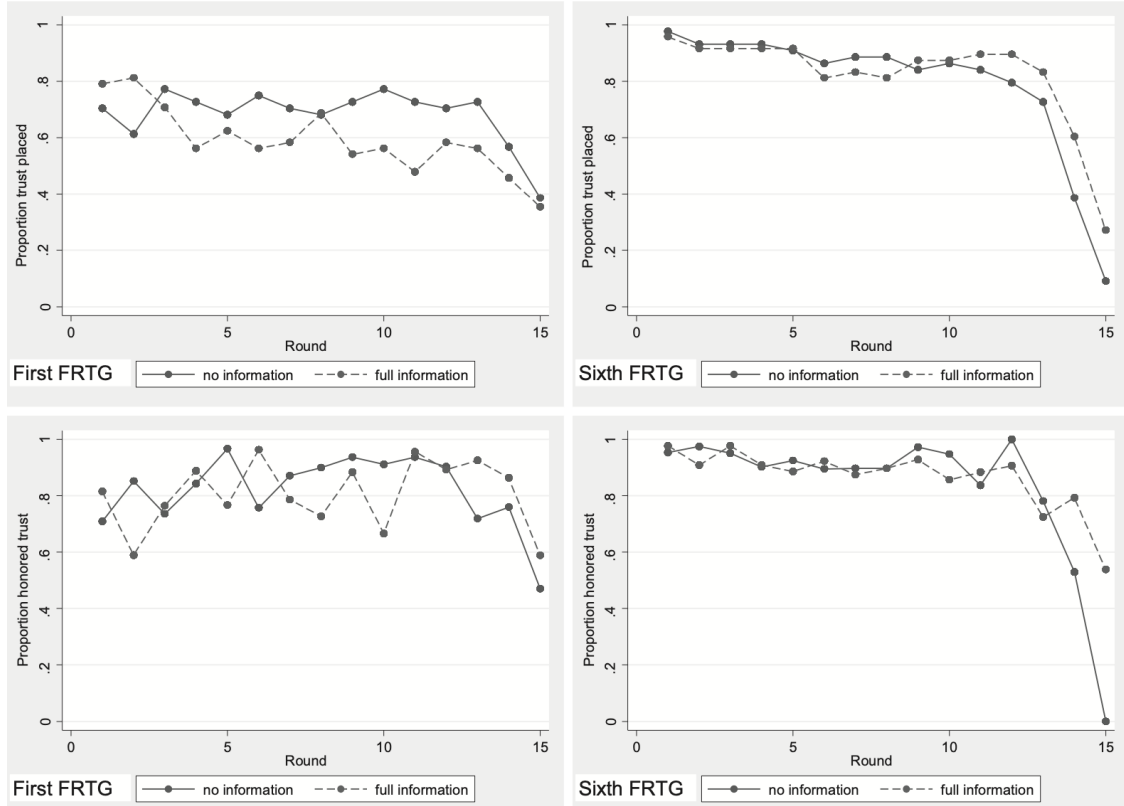 Proportion trust placed
1
.8
.6
.4
.2
0
0 5 10 15
Round
First FRTG
no information full information
Proportion trust placed
1
.8
.6
.4
.2
0
0 5 10 15
Round
Sixth FRTG
no information full information
Proportion honored trust
1
.8
.6
.4
.2
0
0 5 10 15
Round
First FRTG
no information full information
Proportion honored trust
1
.8
.6
.4
.2
0
0 5 10 15
Round
Sixth FRTG
no information full information